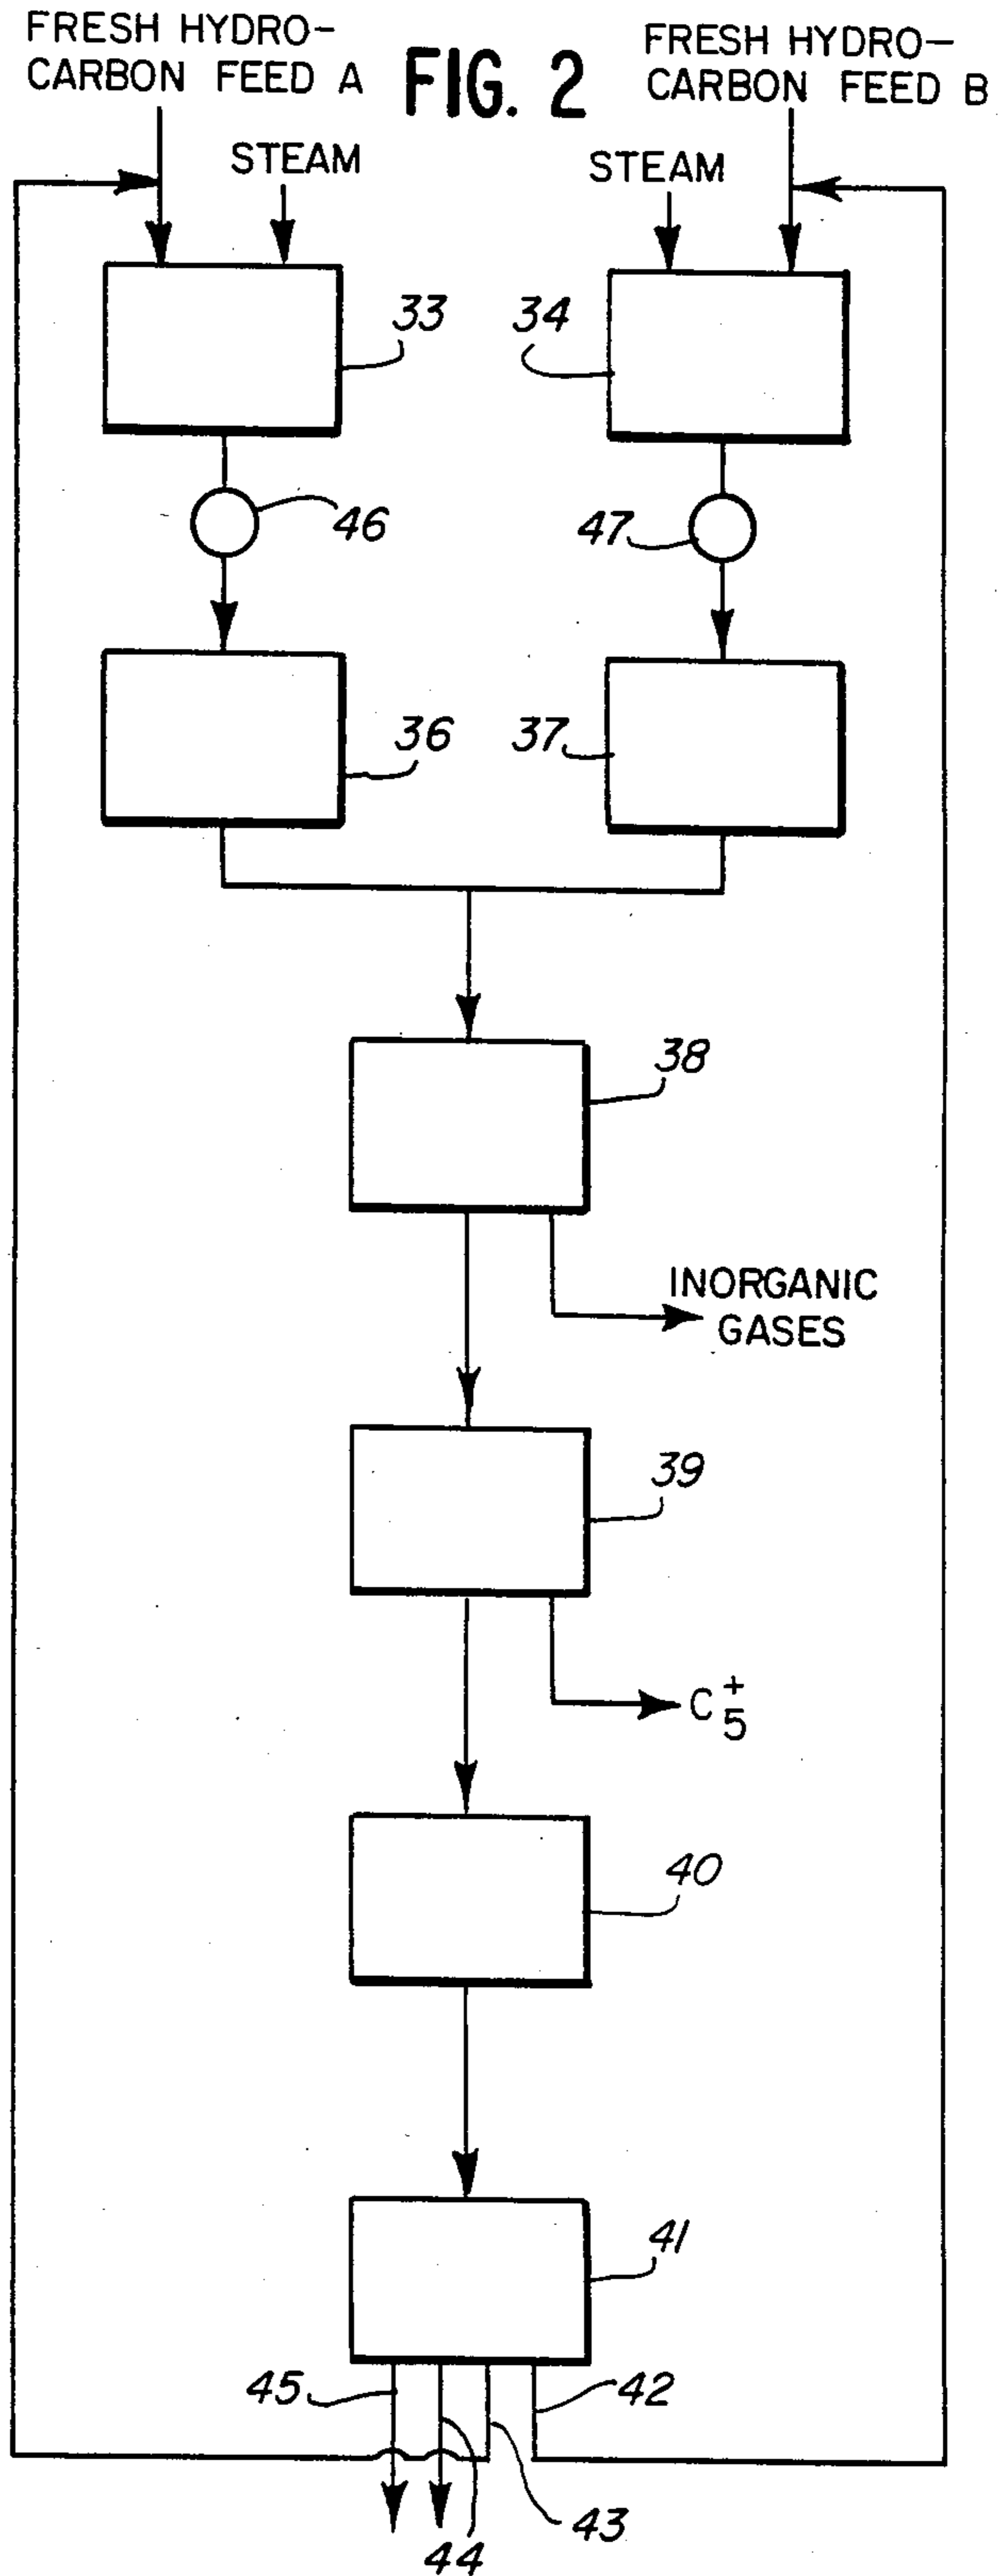 FRESH HYDRO-
CARBON FEED A
FIG. 2
FRESH HYDRO-
CARBON FEED B
STEAM
STEAM
33
34
46
47
36
37
38
INORGANIC
GASES
39
C5+
40
41
45
42
43
44